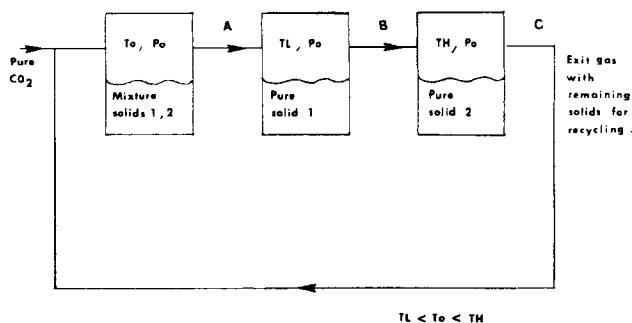 A
B
C
To, Po
TL, Po
TH, Po
Pure
CO2
Mixture
solids 1, 2
Pure
solid 1
Pure
solid 2
Exit gas
with
remaining
solids for
recycling.
TL < To < TH